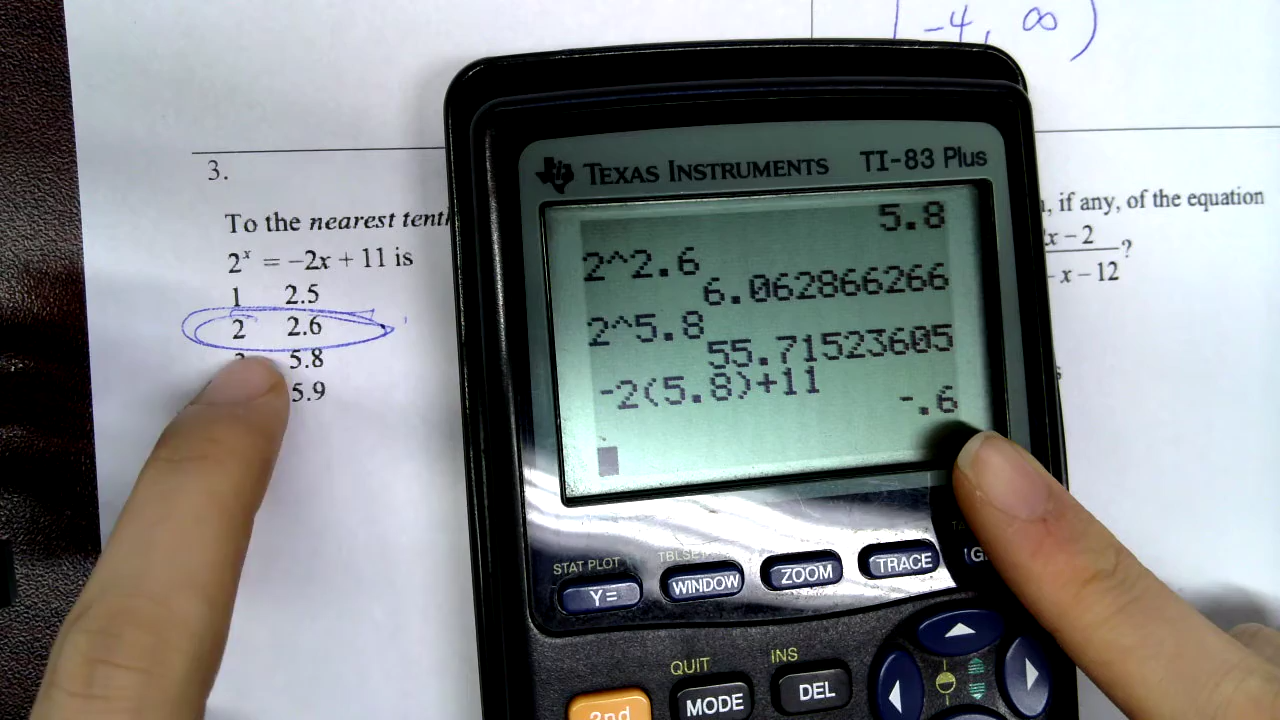 (-4, ∞)
3.
To the nearest
2ˣ = -2x + 11 is
1 2.5
2 2.6
5.8
5.9
, if any, of the equation
x - 2
- x - 12
?
TEXAS INSTRUMENTS
TI-83 Plus
5.8
2^2.6
6.062866266
2^5.8
55.71523605
-2(5.8)+11
-.6
STAT PLOT
Y=
WINDOW
ZOOM
TRACE
QUIT
MODE
INS
DEL
2nd